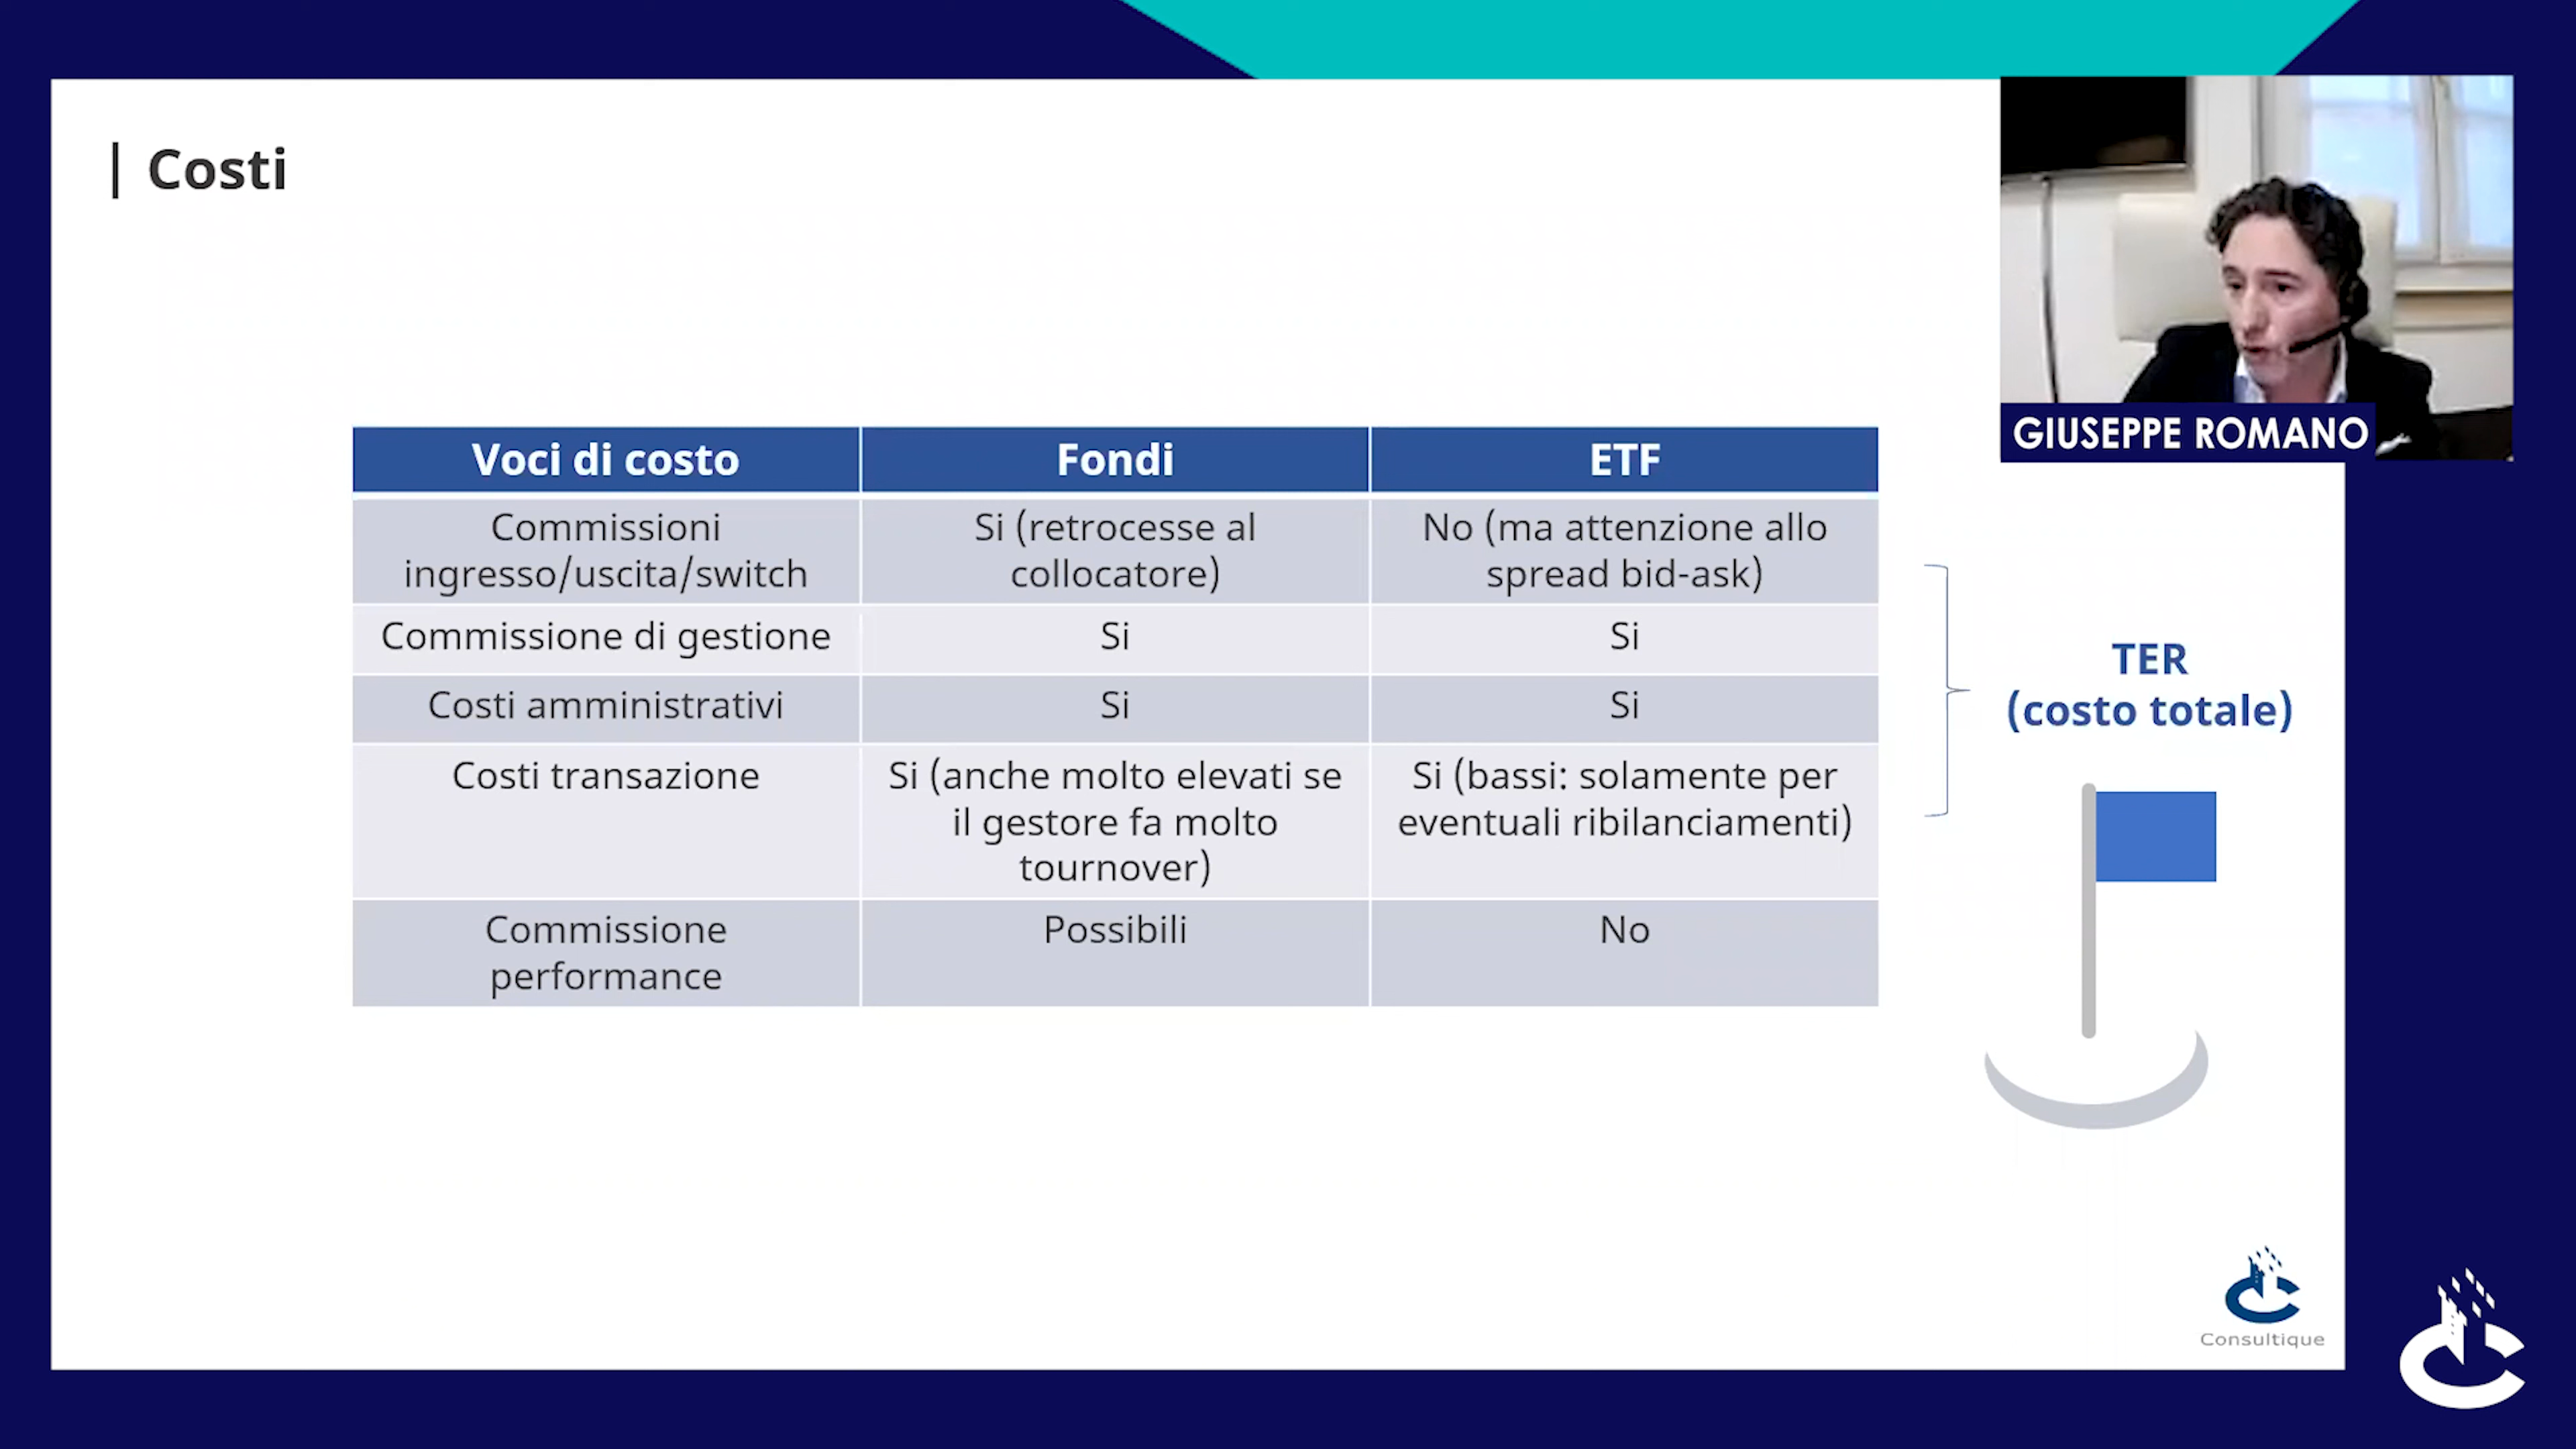 Costi
GIUSEPPE ROMANO
Voci di costo
Fondi
ETF
Commissioni
ingresso/uscita/switch
Si (retrocesse al
collocatore)
No (ma attenzione allo
spread bid-ask)
Commissione di gestione
Si
Si
Costi amministrativi
Si
Si
Costi transazione
Si (anche molto elevati se
il gestore fa molto
tournover)
Si (bassi: solamente per
eventuali ribilanciamenti)
Commissione
performance
Possibili
No
TER
(costo totale)
Consultique